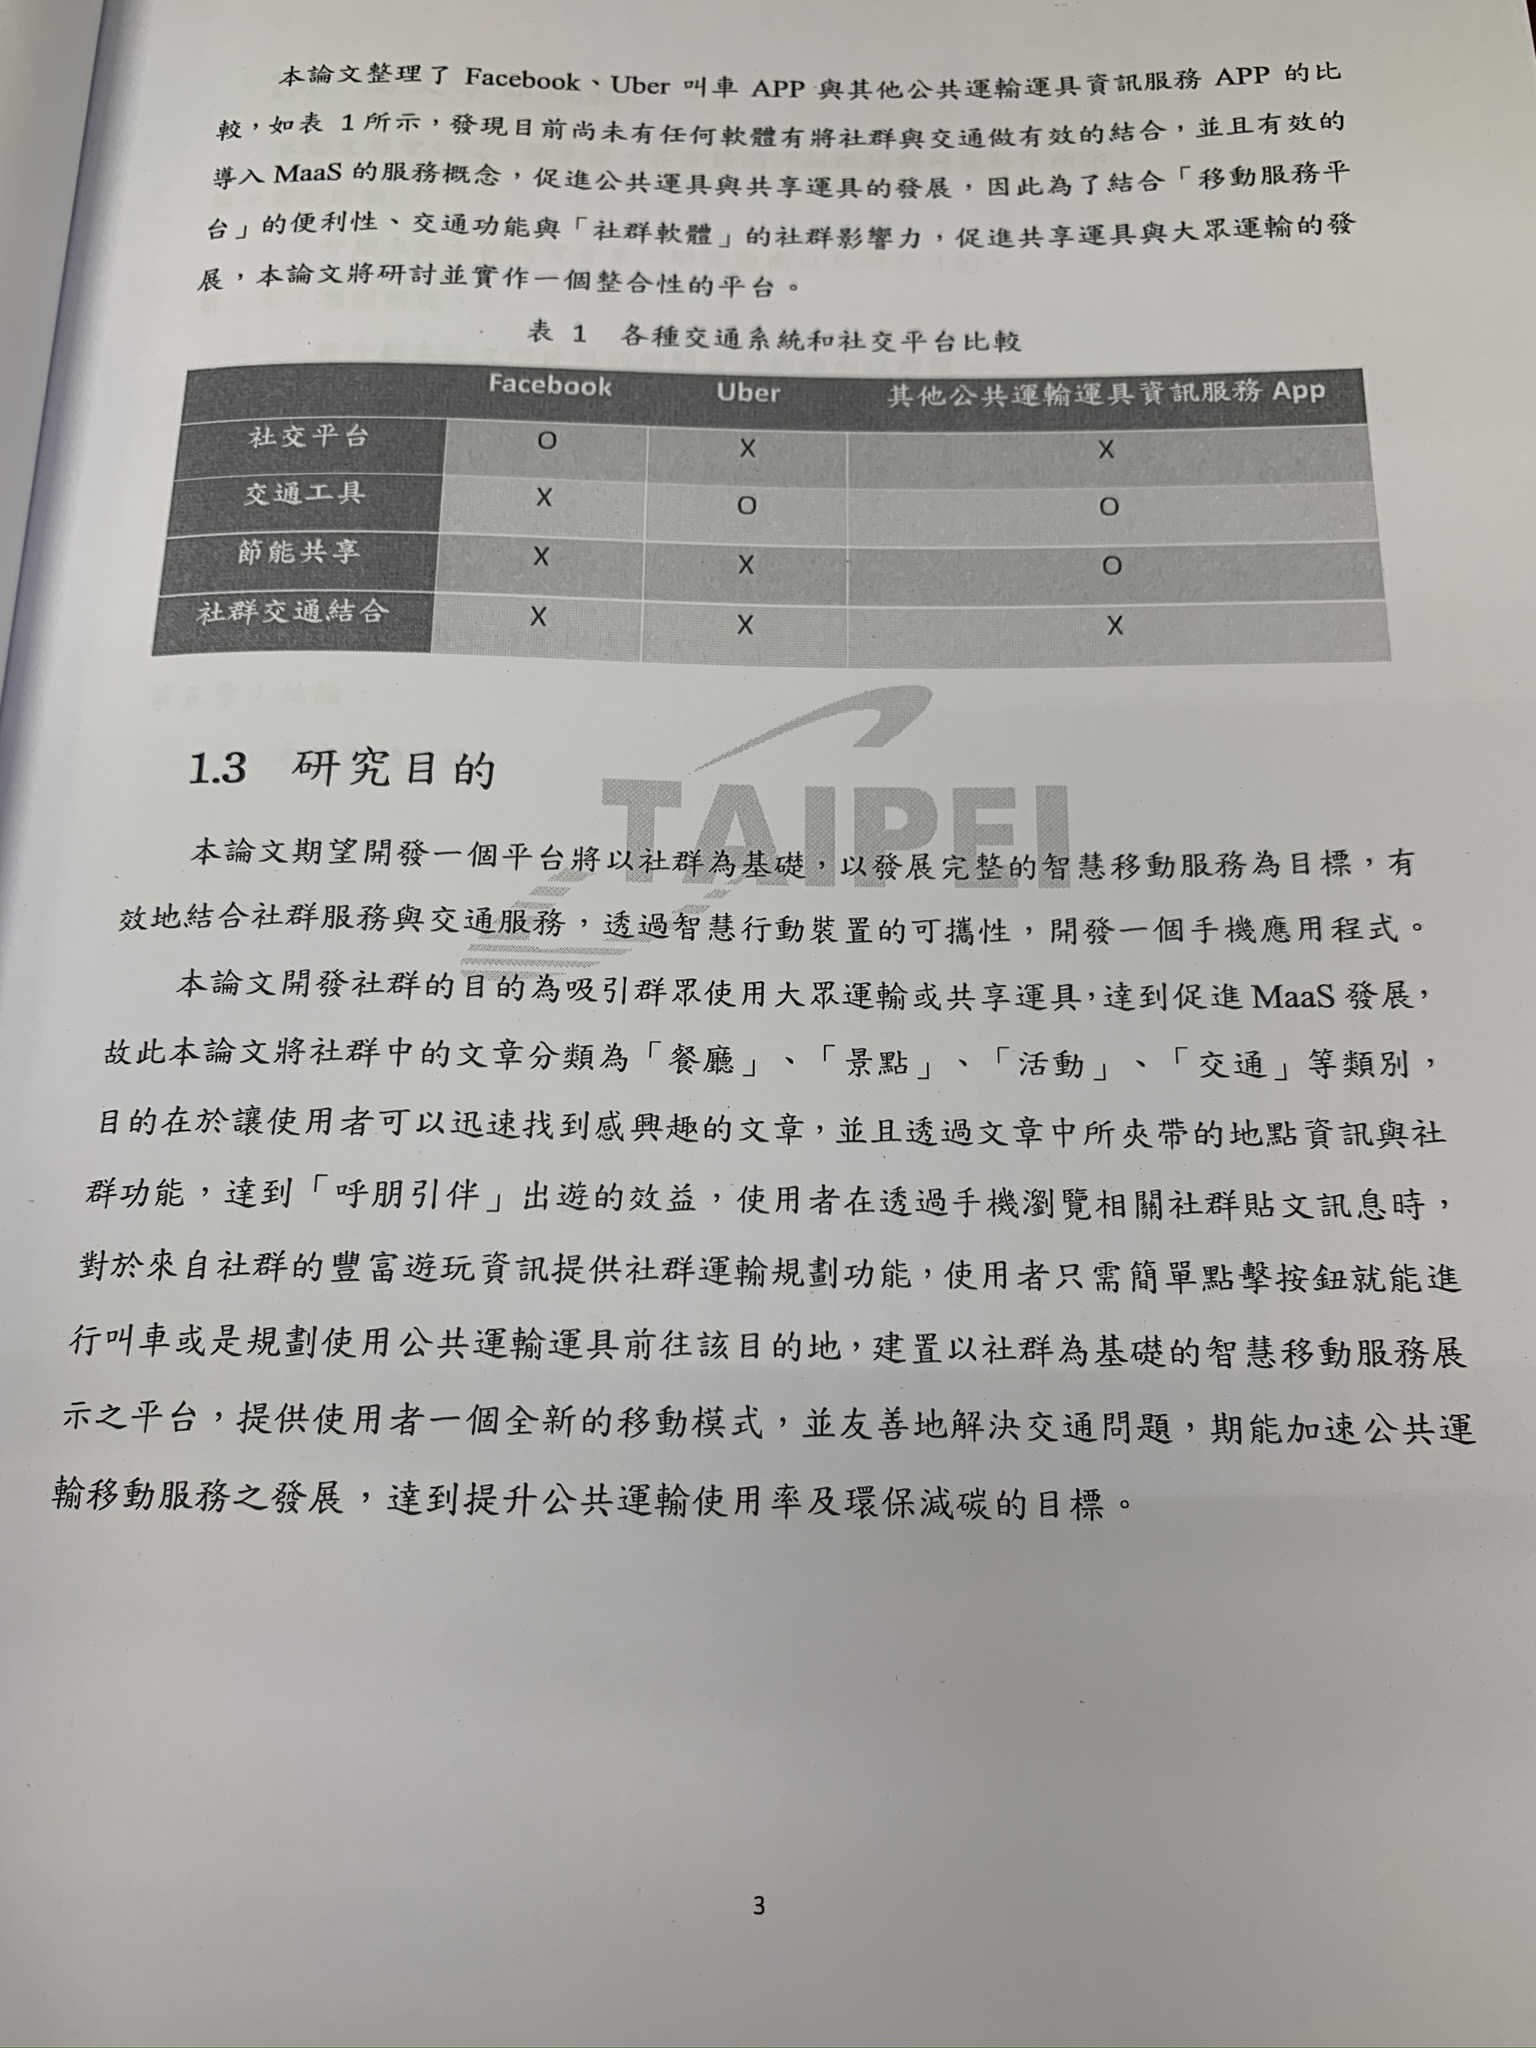 本論文整理了 Facebook、Uber 叫車 APP 與其他公共運輸運具資訊服務 APP 的比
較，如表 1 所示，發現目前尚未有任何軟體有將社群與交通做有效的結合，並且有效的
導入 MaaS 的服務概念，促進公共運具與共享運具的發展，因此為了結合「移動服務平
台」的便利性、交通功能與「社群軟體」的社群影響力，促進共享運具與大眾運輸的發
展，本論文將研討並實作一個整合性的平台。
表 1 各種交通系統和社交平台比較
Facebook Uber 其他公共運輸運具資訊服務 App
社交平台 O X X
交通工具 X O O
節能共享 X X O
社群交通結合 X X X
TAIPEI
1.3 研究目的
本論文期望開發一個平台將以社群為基礎，以發展完整的智慧移動服務為目標，有
效地結合社群服務與交通服務，透過智慧行動裝置的可攜性，開發一個手機應用程式。
本論文開發社群的目的為吸引群眾使用大眾運輸或共享運具，達到促進 MaaS 發展，
故此本論文將社群中的文章分類為「餐廳」、「景點」、「活動」、「交通」等類別，
目的在於讓使用者可以迅速找到感興趣的文章，並且透過文章中所夾帶的地點資訊與社
群功能，達到「呼朋引伴」出遊的效益，使用者在透過手機瀏覽相關社群貼文訊息時，
對於來自社群的豐富遊玩資訊提供社群運輸規劃功能，使用者只需簡單點擊按鈕就能進
行叫車或是規劃使用公共運輸運具前往該目的地，建置以社群為基礎的智慧移動服務展
示之平台，提供使用者一個全新的移動模式，並友善地解決交通問題，期能加速公共運
輸移動服務之發展，達到提升公共運輸使用率及環保減碳的目標。
3